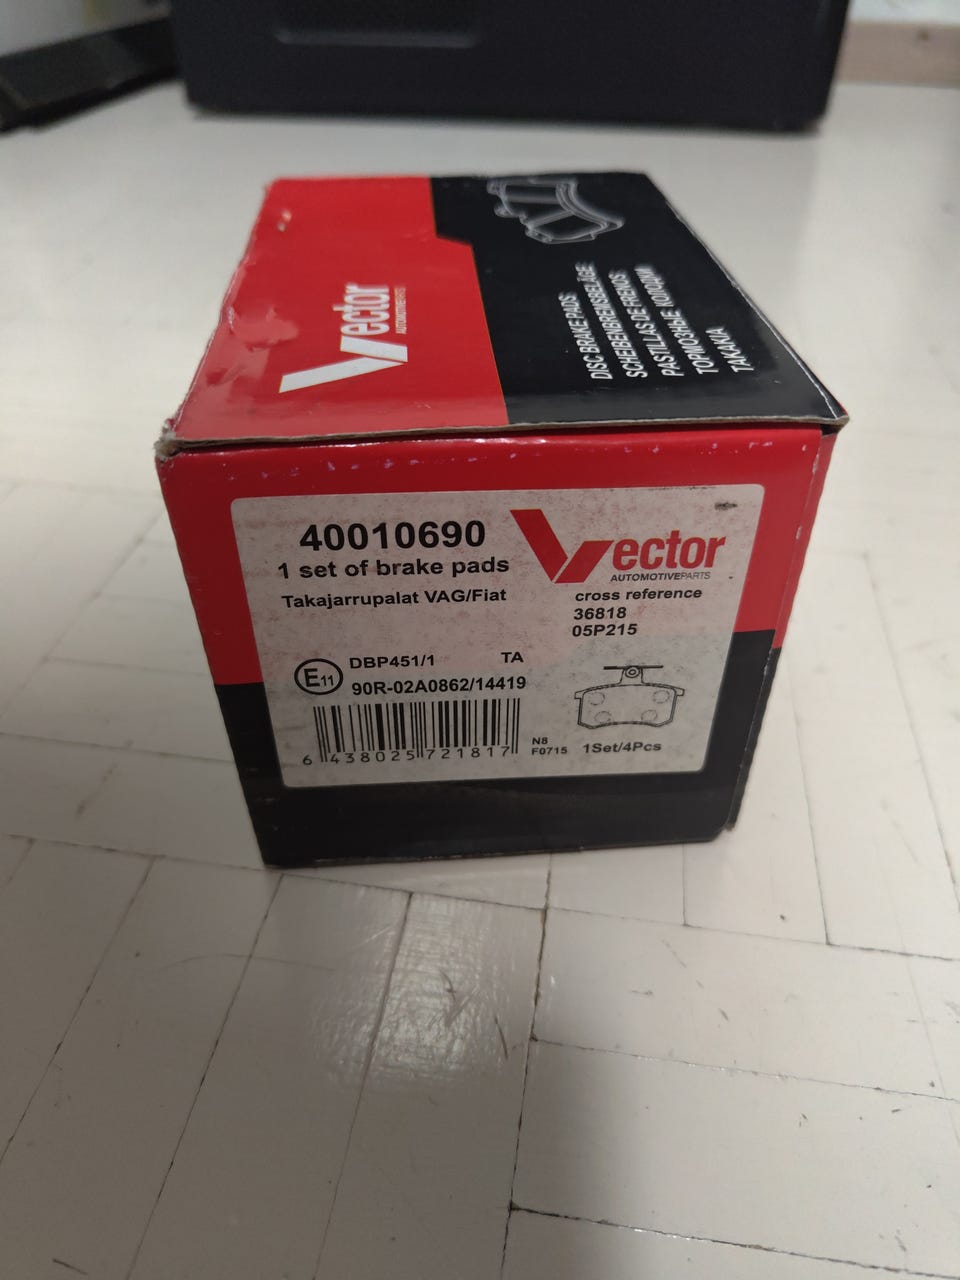 Vector
AUTOMOTIVEPARTS
DISC BRAKE PADS
SCHEIBENBREMSBELÄGE
PASTILLAS DE FRENOS
ТОРМОЗНЫЕ КОЛОДКИ
TAKAKIA
40010690
1 set of brake pads
Takajarrupalat VAG/Fiat
Vector
AUTOMOTIVEPARTS
cross reference
36818
05P215
E11
DBP451/1 TA
90R-02A0862/14419
6 438025 721817
N8
F0715
1Set/4Pcs